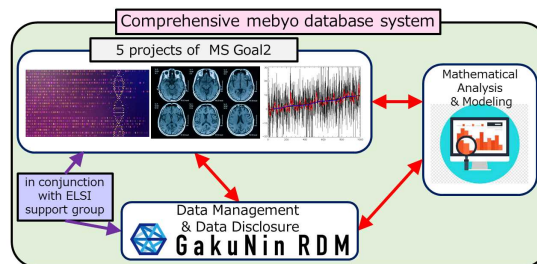 Comprehensive mebyo database system
5 projects of MS Goal2
Mathematical
Analysis
& Modeling
in conjunction
with ELSI
support group
Data Management
& Data Disclosure
GakuNin RDM